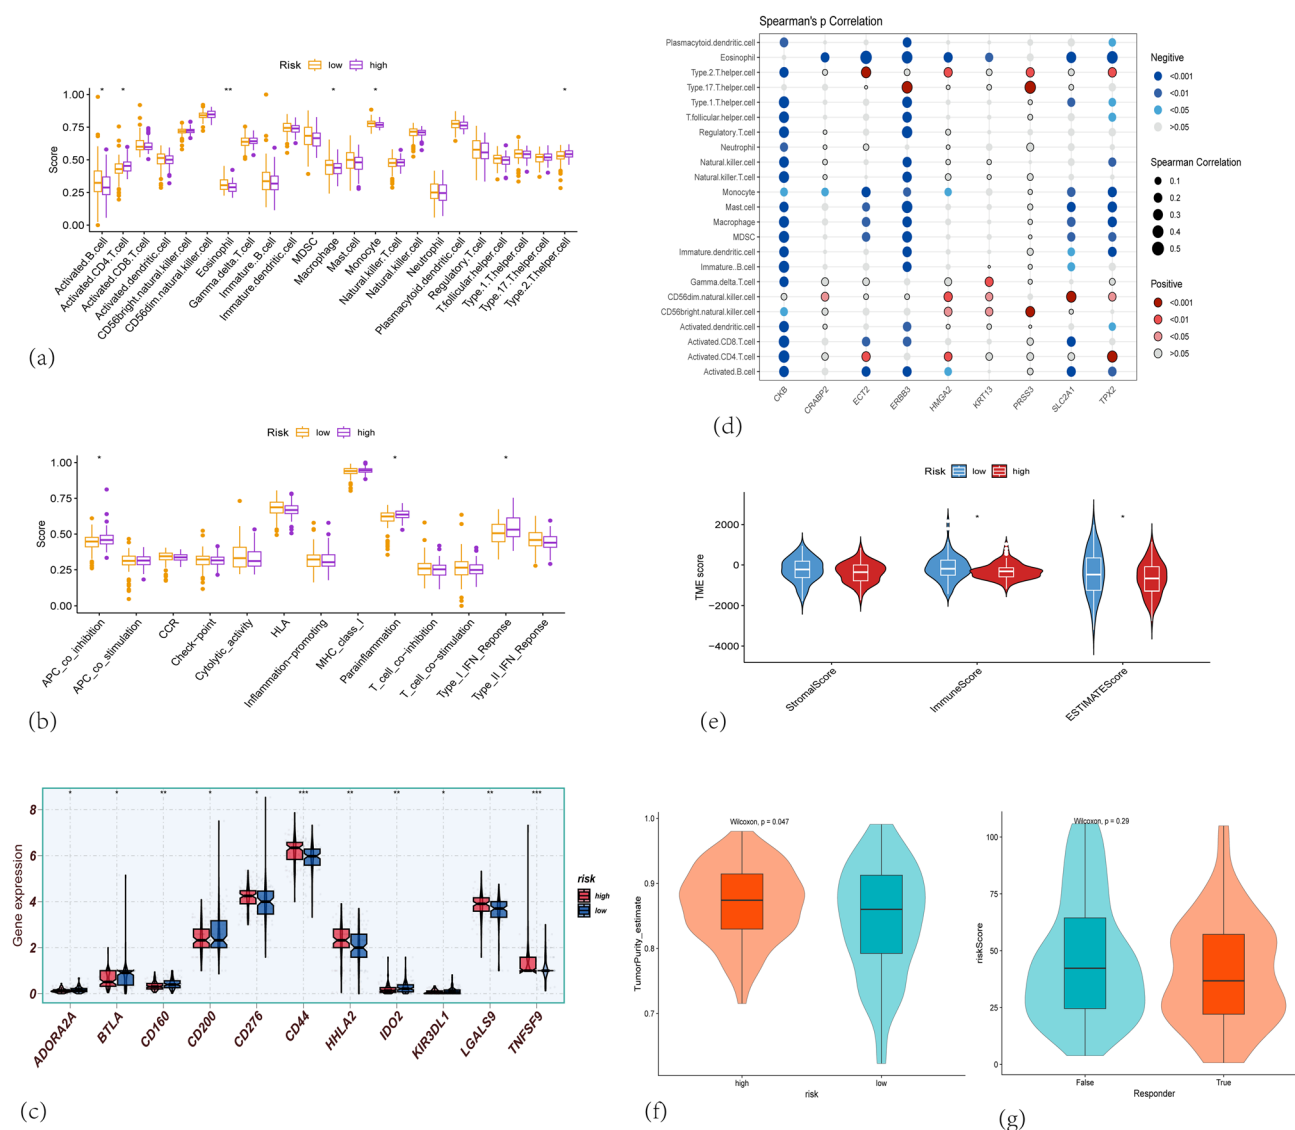 Risk low high
* * ** * * *
1.00
0.75
0.50
0.25
0.00
Score
Activated.B.cell
Activated.CD4.T.cell
Activated.CD8.T.cell
Activated.dendritic.cell
CD56bright.natural.killer.cell
CD56dim.natural.killer.cell
Eosinophil
Gamma.delta.T.cell
Immature..B.cell
Immature.dendritic.cell
MDSC
Macrophage
Mast.cell
Monocyte
Natural.killer.T.cell
Natural.killer.cell
Neutrophil
Plasmacytoid.dendritic.cell
Regulatory.T.cell
T.follicular.helper.cell
Type.1.T.helper.cell
Type.17.T.helper.cell
Type.2.T.helper.cell
(a)
Risk low high
* * *
1.00
0.75
0.50
0.25
0.00
Score
APC_co_inhibition
APC_co_stimulation
CCR
Check-point
Cytolytic_activity
HLA
Inflammation-promoting
MHC_class_I
Parainflammation
T_cell_co-inhibition
T_cell_co-stimulation
Type_I_IFN_Reponse
Type_II_IFN_Reponse
(b)
* * ** * * *** ** ** * ** ***
8
6
4
2
0
Gene expression
ADORA2A
BTLA
CD160
CD200
CD276
CD44
HHLA2
IDO2
KIR3DL1
LGALS9
TNFSF9
risk
high
low
(c)
Spearman's p Correlation
Plasmacytoid.dendritic.cell
Eosinophil
Type.2.T.helper.cell
Type.17.T.helper.cell
Type.1.T.helper.cell
T.follicular.helper.cell
Regulatory.T.cell
Neutrophil
Natural.killer.cell
Natural.killer.T.cell
Monocyte
Mast.cell
Macrophage
MDSC
Immature.dendritic.cell
Immature..B.cell
Gamma.delta.T.cell
CD56dim.natural.killer.cell
CD56bright.natural.killer.cell
Activated.dendritic.cell
Activated.CD8.T.cell
Activated.CD4.T.cell
Activated.B.cell
CKB
CRABP2
ECT2
ERBB3
HMGA2
KRT13
PRSS3
SLC2A1
TPX2
Negitive
<0.001
<0.01
<0.05
>0.05
Spearman Correlation
0.1
0.2
0.3
0.4
0.5
Positive
<0.001
<0.01
<0.05
>0.05
(d)
Risk low high
* *
2000
0
−2000
−4000
TME score
StromalScore
ImmuneScore
ESTIMATEScore
(e)
Wilcoxon, p = 0.047
1.0
0.9
0.8
0.7
TumorPurity_estimate
high low
risk
(f)
Wilcoxon, p = 0.29
100
75
50
25
0
riskScore
False True
Responder
(g)